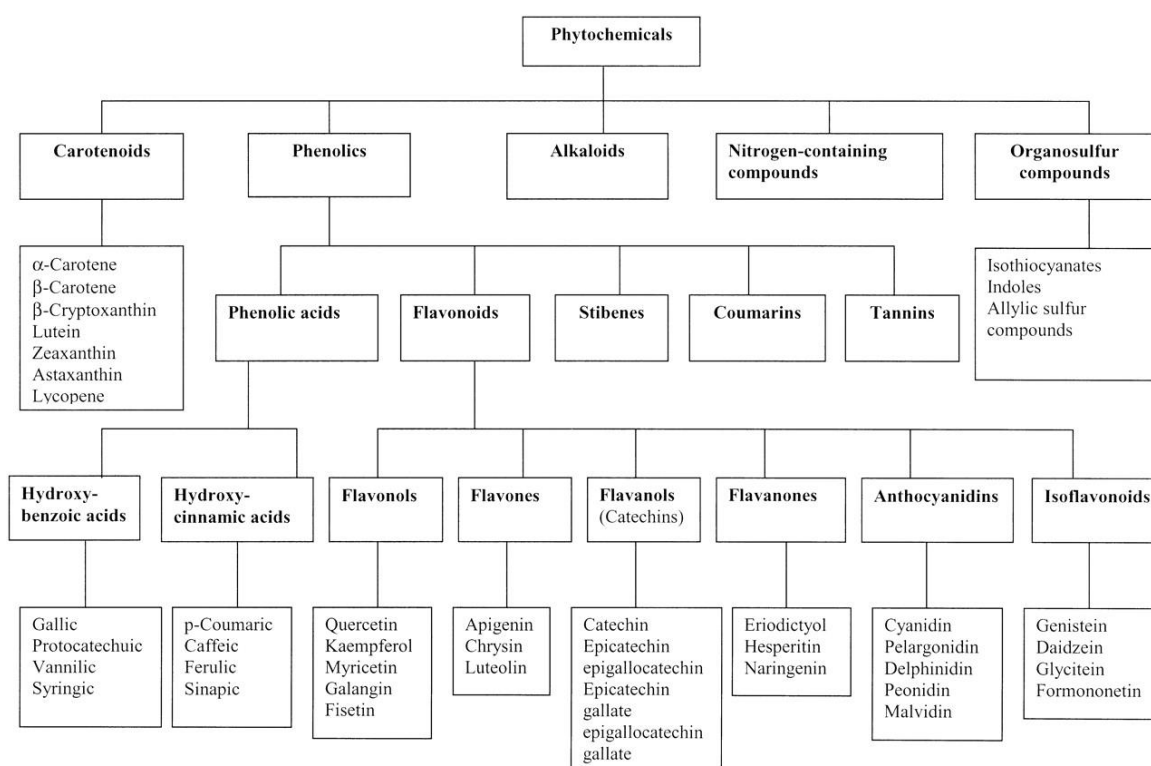 Phytochemicals
Carotenoids
Phenolics
Alkaloids
Nitrogen-containing
compounds
Organosulfur
compounds
α-Carotene
β-Carotene
β-Cryptoxanthin
Lutein
Zeaxanthin
Astaxanthin
Lycopene
Phenolic acids
Flavonoids
Stibenes
Coumarins
Tannins
Isothiocyanates
Indoles
Allylic sulfur
compounds
Hydroxy-
benzoic acids
Hydroxy-
cinnamic acids
Flavonols
Flavones
Flavanols
(Catechins)
Flavanones
Anthocyanidins
Isoflavonoids
Gallic
Protocatechuic
Vannilic
Syringic
p-Coumaric
Caffeic
Ferulic
Sinapic
Quercetin
Kaempferol
Myricetin
Galangin
Fisetin
Apigenin
Chrysin
Luteolin
Catechin
Epicatechin
epigallocatechin
Epicatechin
gallate
epigallocatechin
gallate
Eriodictyol
Hesperitin
Naringenin
Cyanidin
Pelargonidin
Delphinidin
Peonidin
Malvidin
Genistein
Daidzein
Glycitein
Formononetin